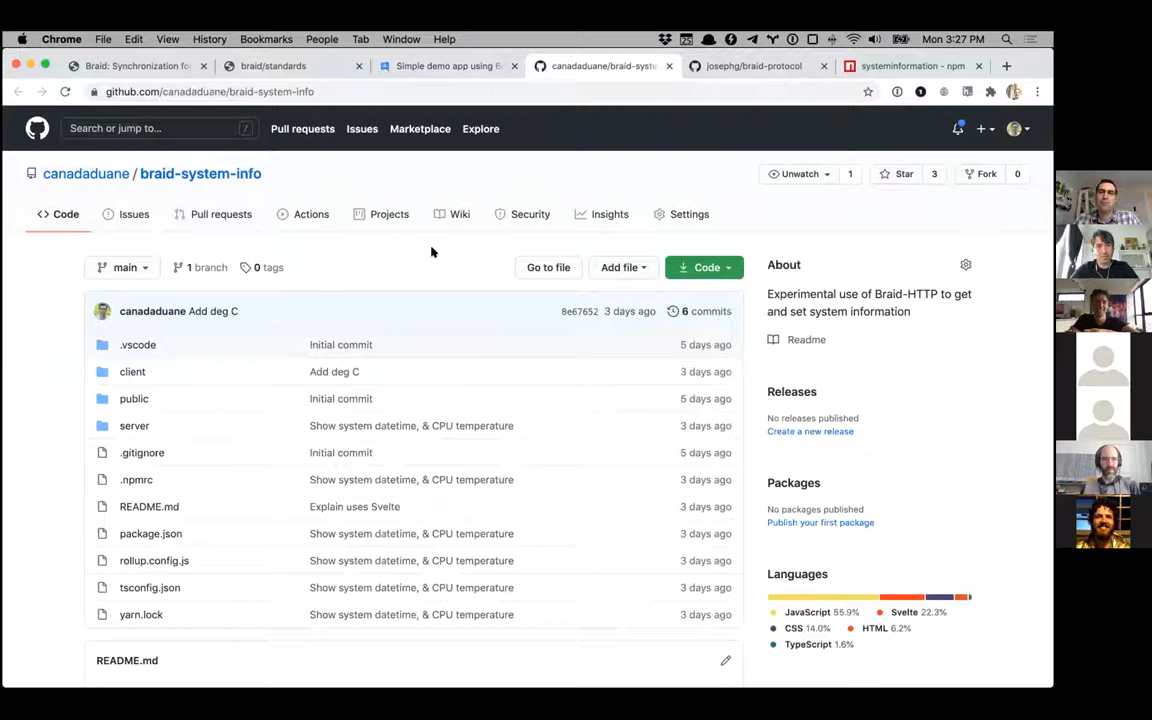 Chrome File Edit View History Bookmarks People Tab Window Help Mon 3:27 PM
Braid: Synchronization fo braid/standards Simple demo app using B canadaduane/braid-syste josephg/braid-protocol systeminformation - npm
github.com/canadaduane/braid-system-info
Search or jump to... / Pull requests Issues Marketplace Explore
canadaduane / braid-system-info Unwatch 1 Star 3 Fork 0
Code Issues Pull requests Actions Projects Wiki Security Insights Settings
main 1 branch 0 tags Go to file Add file Code
canadaduane Add deg C 8e67652 3 days ago 6 commits
.vscode Initial commit 5 days ago
client Add deg C 3 days ago
public Initial commit 5 days ago
server Show system datetime, & CPU temperature 3 days ago
.gitignore Initial commit 5 days ago
.npmrc Show system datetime, & CPU temperature 3 days ago
README.md Explain uses Svelte 3 days ago
package.json Show system datetime, & CPU temperature 3 days ago
rollup.config.js Show system datetime, & CPU temperature 3 days ago
tsconfig.json Show system datetime, & CPU temperature 3 days ago
yarn.lock Show system datetime, & CPU temperature 3 days ago
README.md
About
Experimental use of Braid-HTTP to get
and set system information
Readme
Releases
No releases published
Create a new release
Packages
No packages published
Publish your first package
Languages
JavaScript 55.9% Svelte 22.3%
CSS 14.0% HTML 6.2%
TypeScript 1.6%